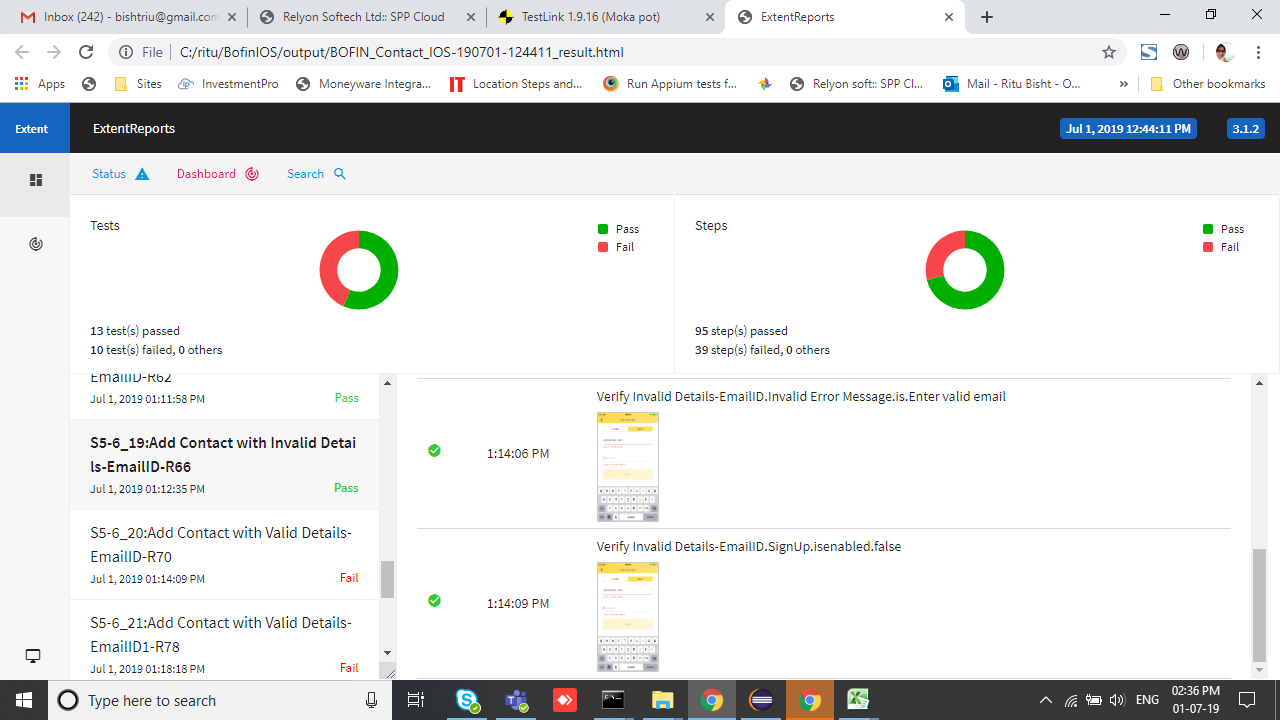 Inbox (242) - bishtriu@gmail.com
Relyon Softech Ltd:: SPP Cloud
TestLink 1.9.16 (Moka pot)
ExtentReports
File
C:/ritu/BofinIOS/output/BOFIN_Contact_IOS-190701-124411_result.html
Apps
Sites
InvestmentPro
Moneyware Integra...
Location Steps and...
Run Appium tests f...
Relyon soft:: SPP Cl...
Mail - Ritu Bisht - O...
»
Other bookmarks
Extent
ExtentReports
Jul 1, 2019 12:44:11 PM
3.1.2
Status
Dashboard
Search
Tests
Pass
Fail
13 test(s) passed
10 test(s) failed, 0 others
Steps
Pass
Fail
95 step(s) passed
39 step(s) failed, 0 others
EmailID-R62
Jul 1, 2019 01:11:58 PM
Pass
S5-6_19:Add Contact with Invalid Detai
ls-EmailID-R66
Jul 1, 2019 01:12:35 PM
Pass
S5-6_20:Add Contact with Valid Details-
EmailID-R70
Jul 1, 2019 01:14:09 PM
Fail
S5-6_21:Add Contact with Valid Details-
EmailID1-R78
Jul 1, 2019 01:18:18 PM
Fail
Verify Invalid Details-EmailID.Invalid Error Message.is.Enter valid email
1:14:06 PM
Verify Invalid Details-EmailID.SignUp.isenabled.false
1:14:09 PM
Type here to search
ENG
02:36 PM
01-07-19